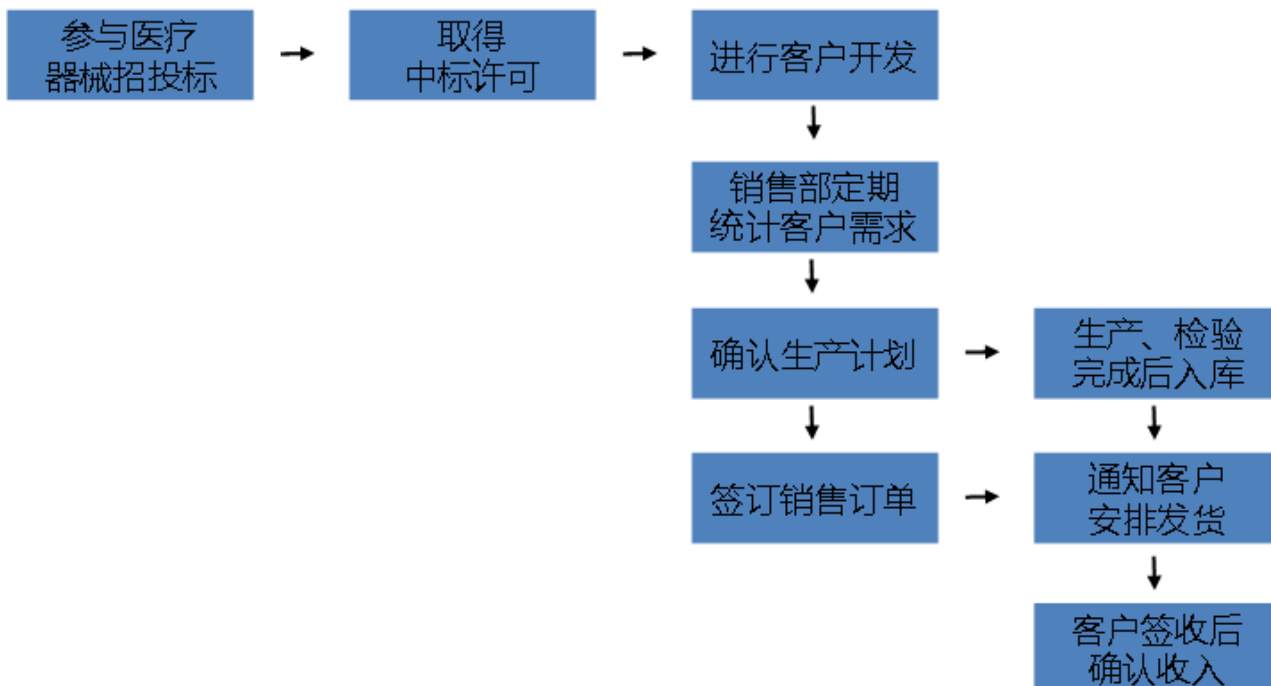 参与医疗
器械招投标
取得
中标许可
进行客户开发
销售部定期
统计客户需求
确认生产计划
生产、检验
完成后入库
签订销售订单
通知客户
安排发货
客户签收后
确认收入